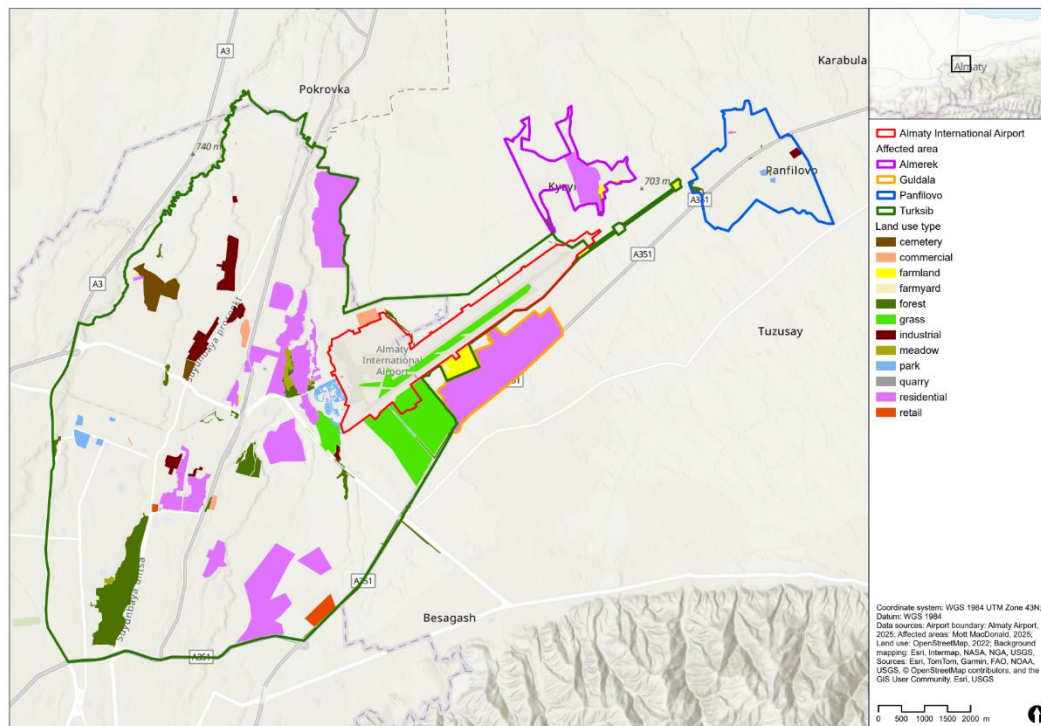 Karabula
A3
Pokrovka
740 m
Kyzyl
703 m
Panfilovo
A351
A3
A351
Suyunbaya prospekt
Almaty
International
Airport
Tuzusay
Suyunbaya ulitsa
A351
Besagash
A351
Almaty
Almaty International Airport
Affected area
Almerek
Guldala
Panfilovo
Turksib
Land use type
cemetery
commercial
farmland
farmyard
forest
grass
industrial
meadow
park
quarry
residential
retail
Coordinate system: WGS 1984 UTM Zone 43N;
Datum: WGS 1984
Data sources: Airport boundary: Almaty Airport,
2025; Affected areas: Mott MacDonald, 2025;
Land use: OpenStreetMap, 2022; Background
mapping: Esri, Intermap, NASA, NGA, USGS,
Sources: Esri, TomTom, Garmin, FAO, NOAA,
USGS, © OpenStreetMap contributors, and the
GIS User Community, Esri, USGS
0 500 1000 1500 2000 m